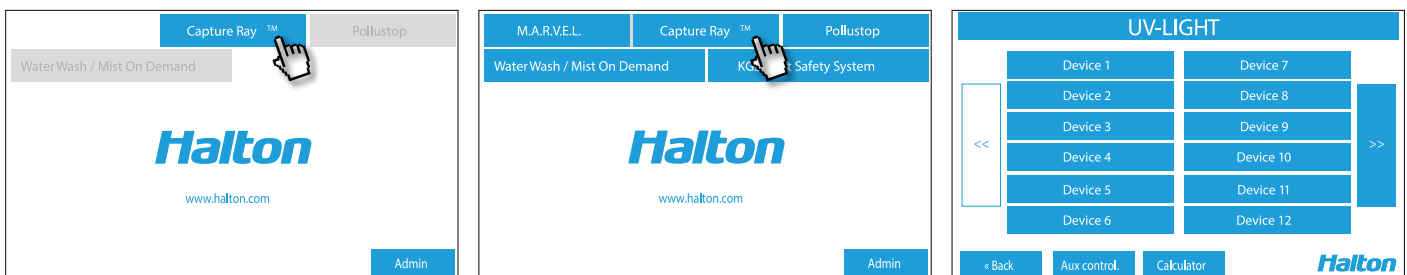 Capture Ray ™
Pollustop
Water Wash / Mist On Demand
Halton
www.halton.com
Admin
M.A.R.V.E.L.
Capture Ray ™
Pollustop
Water Wash / Mist On Demand
t Safety System
Halton
www.halton.com
Admin
UV-LIGHT
Device 1
Device 7
Device 2
Device 8
Device 3
Device 9
<<
>>
Device 4
Device 10
Device 5
Device 11
Device 6
Device 12
« Back
Aux control.
Calculator
Halton